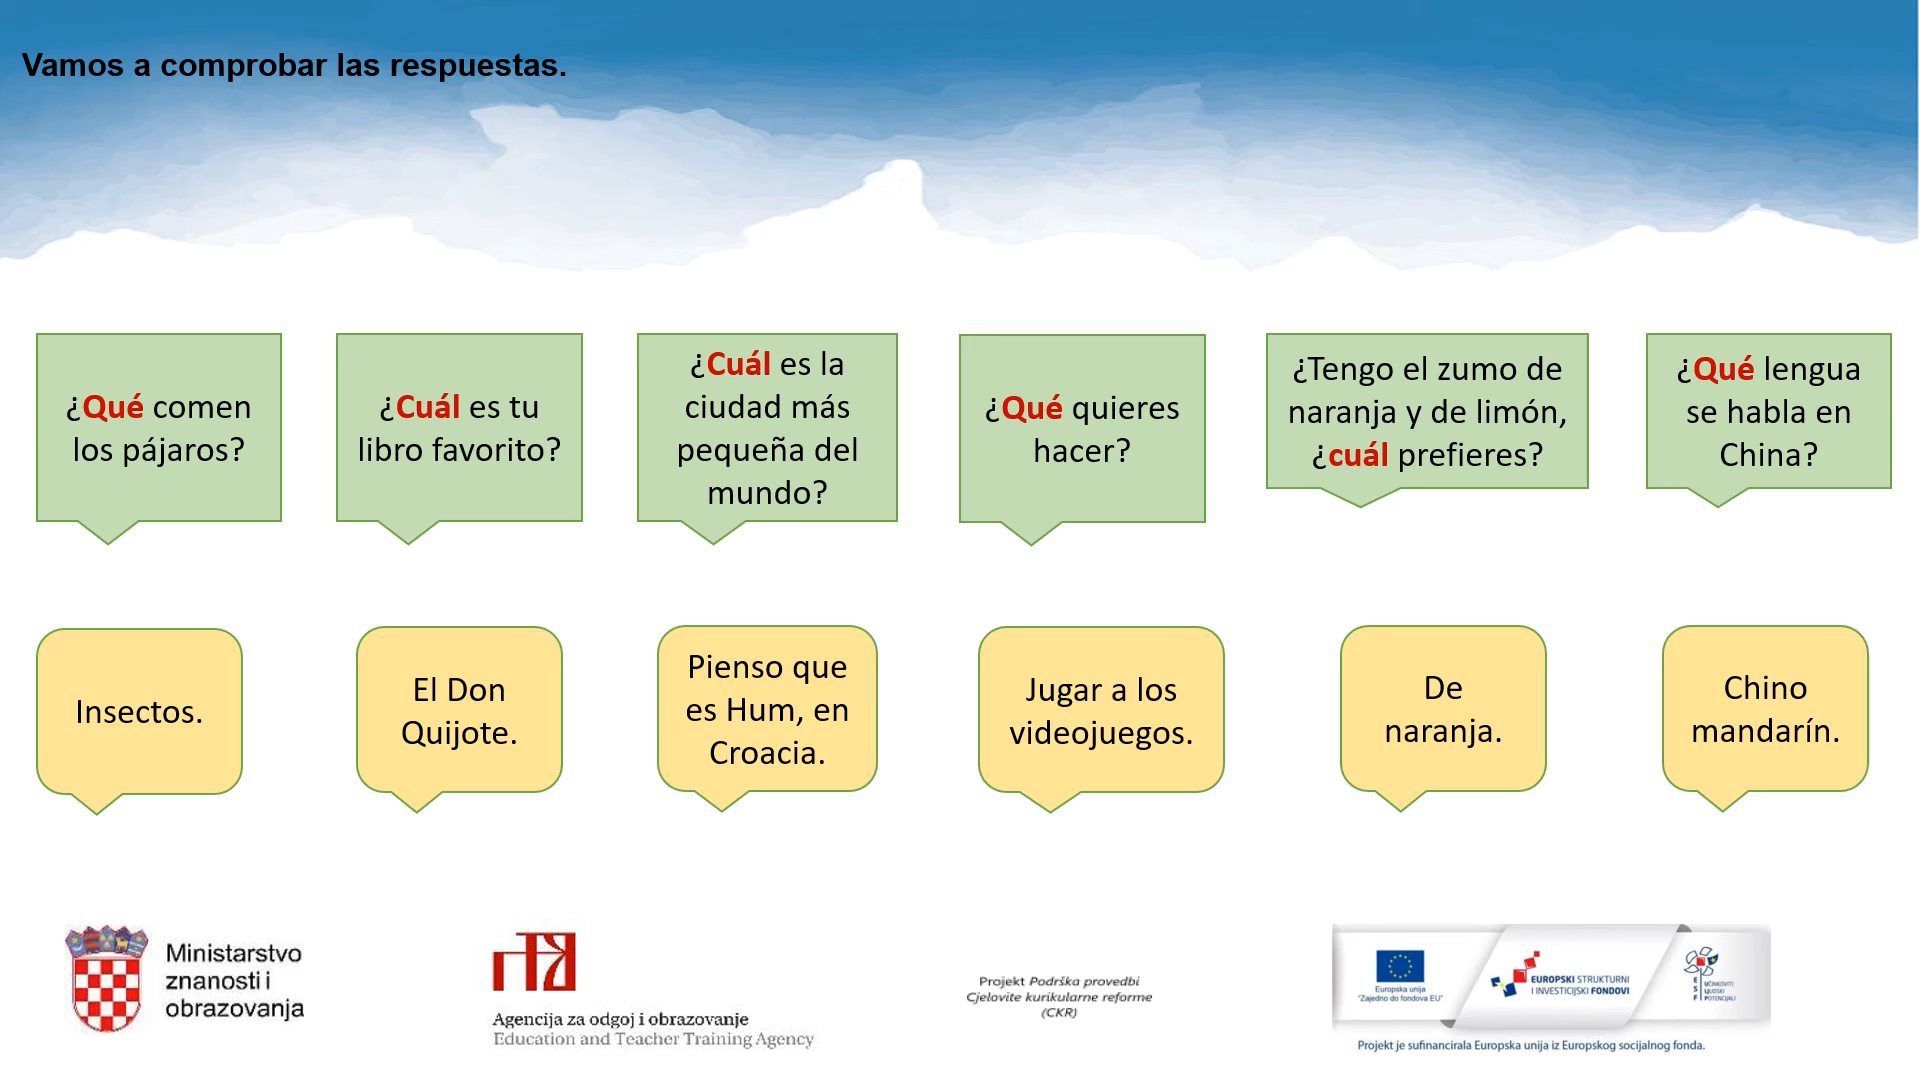 Vamos a comprobar las respuestas.
¿Qué comen
los pájaros?
¿Cuál es tu
libro favorito?
¿Cuál es la
ciudad más
pequeña del
mundo?
¿Qué quieres
hacer?
¿Tengo el zumo de
naranja y de limón,
¿cuál prefieres?
¿Qué lengua
se habla en
China?
Insectos.
El Don
Quijote.
Pienso que
es Hum, en
Croacia.
Jugar a los
videojuegos.
De
naranja.
Chino
mandarín.
Ministarstvo
znanosti i
obrazovanja
Agencija za odgoj i obrazovanje
Education and Teacher Training Agency
Projekt Podrška provedbi
Cjelovite kurikularne reforme
(CKR)
Europska unija
"Zajedno do fondova EU"
EUROPSKI STRUKTURNI
I INVESTICIJSKI FONDOVI
ESF
UČINKOVITI
LJUDSKI
POTENCIJALI
Projekt je sufinancirala Europska unija iz Europskog socijalnog fonda.